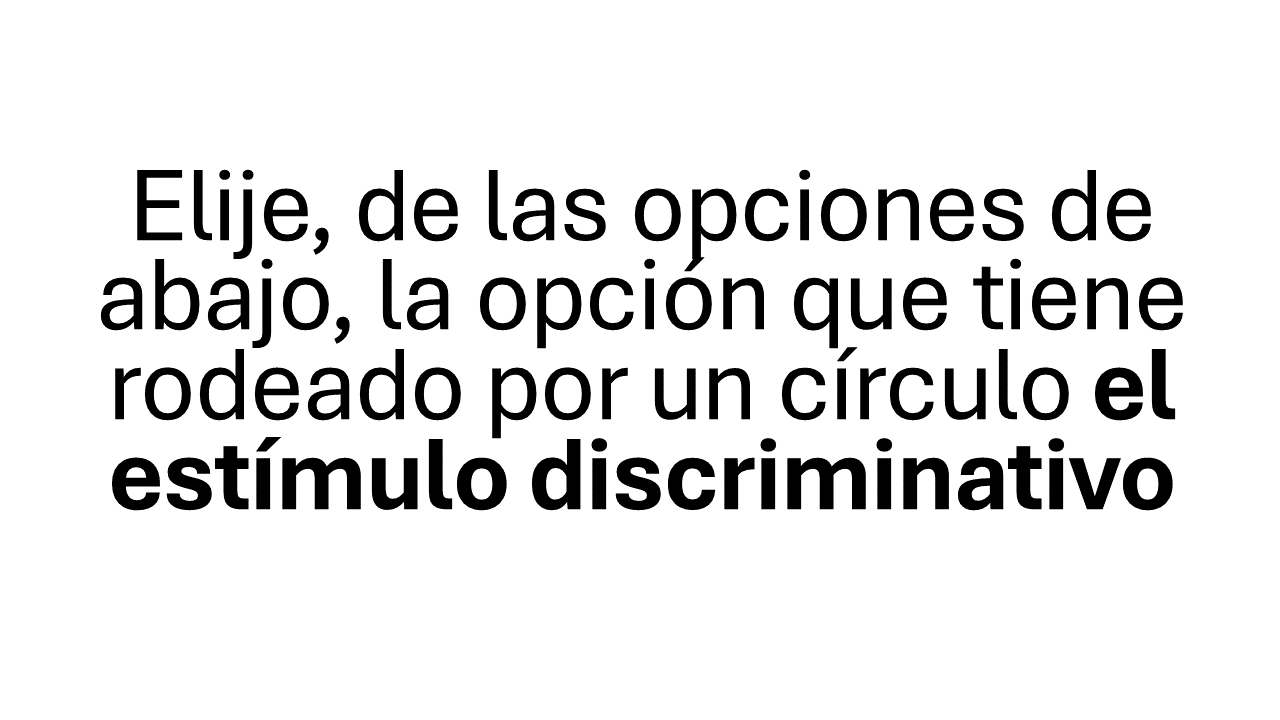 Elije, de las opciones de
abajo, la opción que tiene
rodeado por un círculo el
estímulo discriminativo